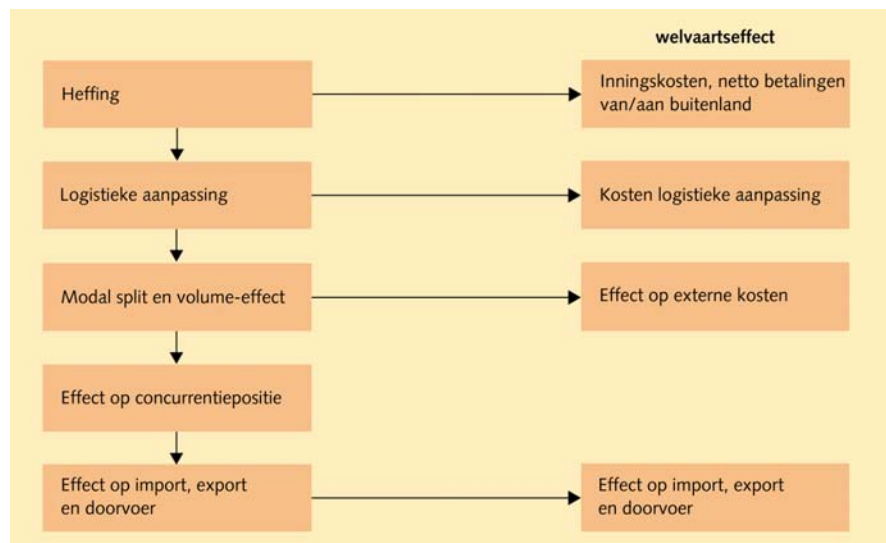 welvaartseffect
Heffing
Inningskosten, netto betalingen
van/aan buitenland
Logistieke aanpassing
Kosten logistieke aanpassing
Modal split en volume-effect
Effect op externe kosten
Effect op concurrentiepositie
Effect op import, export
en doorvoer
Effect op import, export
en doorvoer